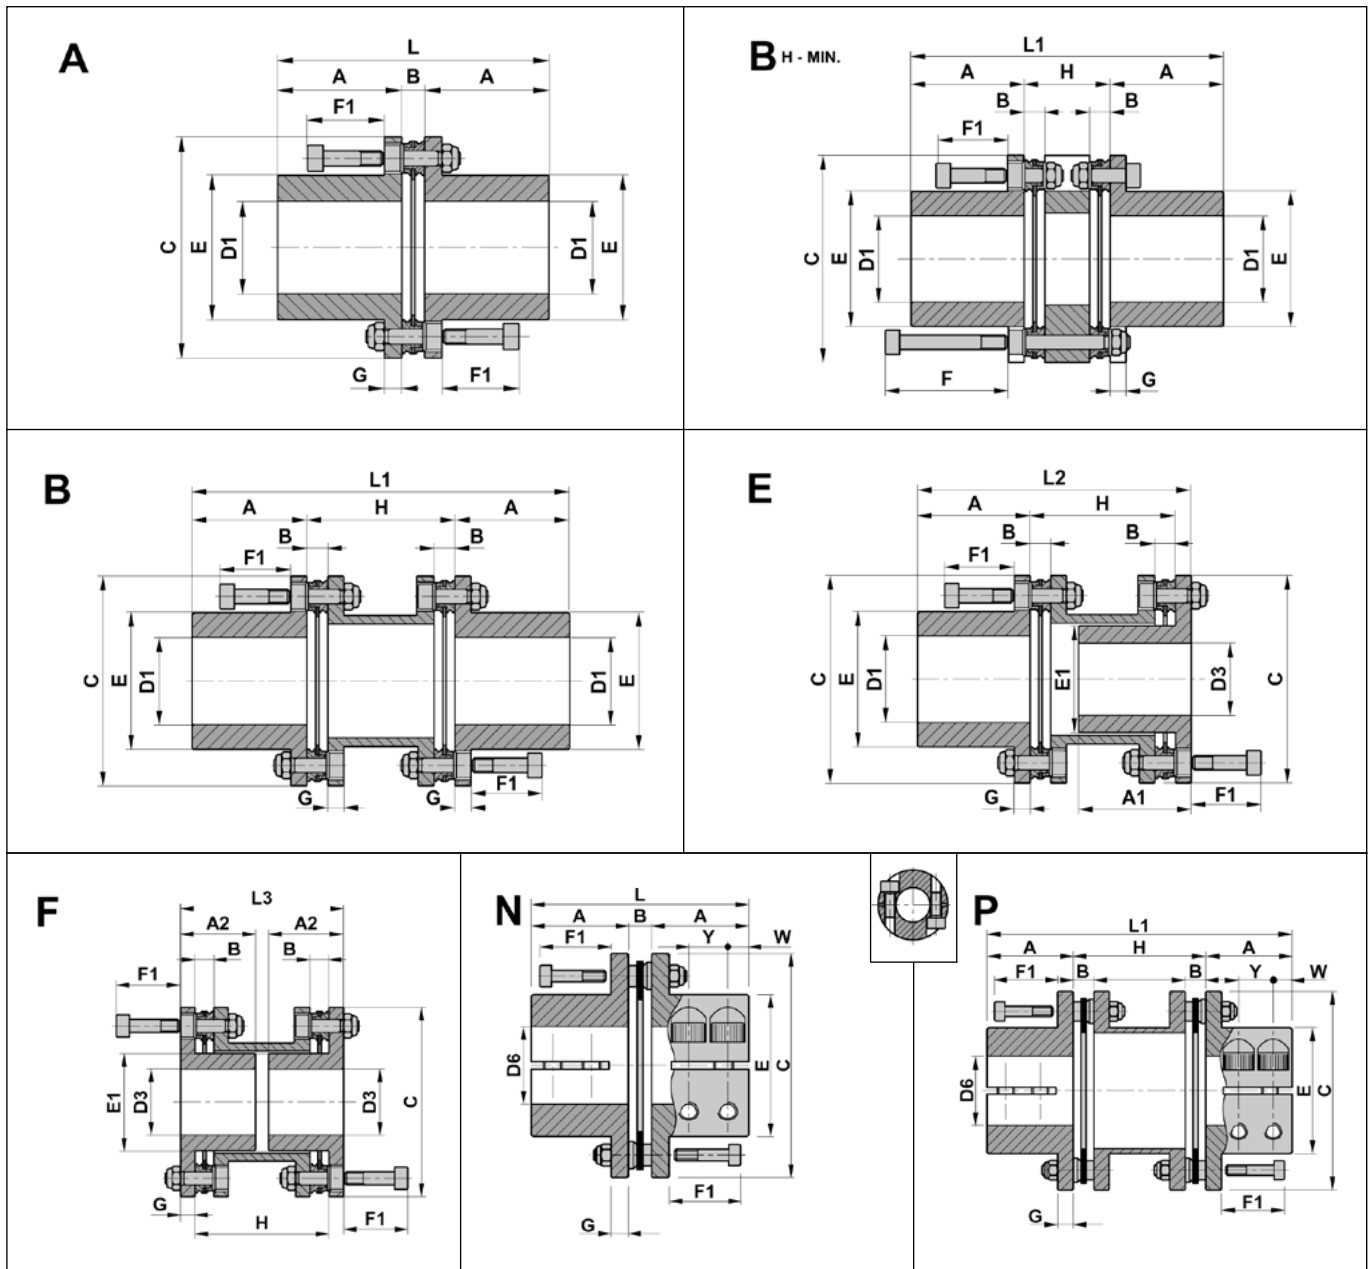 A
L
A B A
F1
C E D1 D1 E
G F1
B H - MIN.
L1
A H A
B B
F1
C E D1 D1 E
F G
B
L1
A H A
B B
F1
C E D1 D1 E
G G F1
E
L2
A H
B B
F1
C E D1 E1 D3 C
G A1 F1
F
L3
A2 A2
B B
F1
E1 D3 D3 C
G H F1
N
L
A B A
F1 Y W
D6 E C
F1
G
P
L1
A H A
F1 B B Y W
D6 E C
G F1